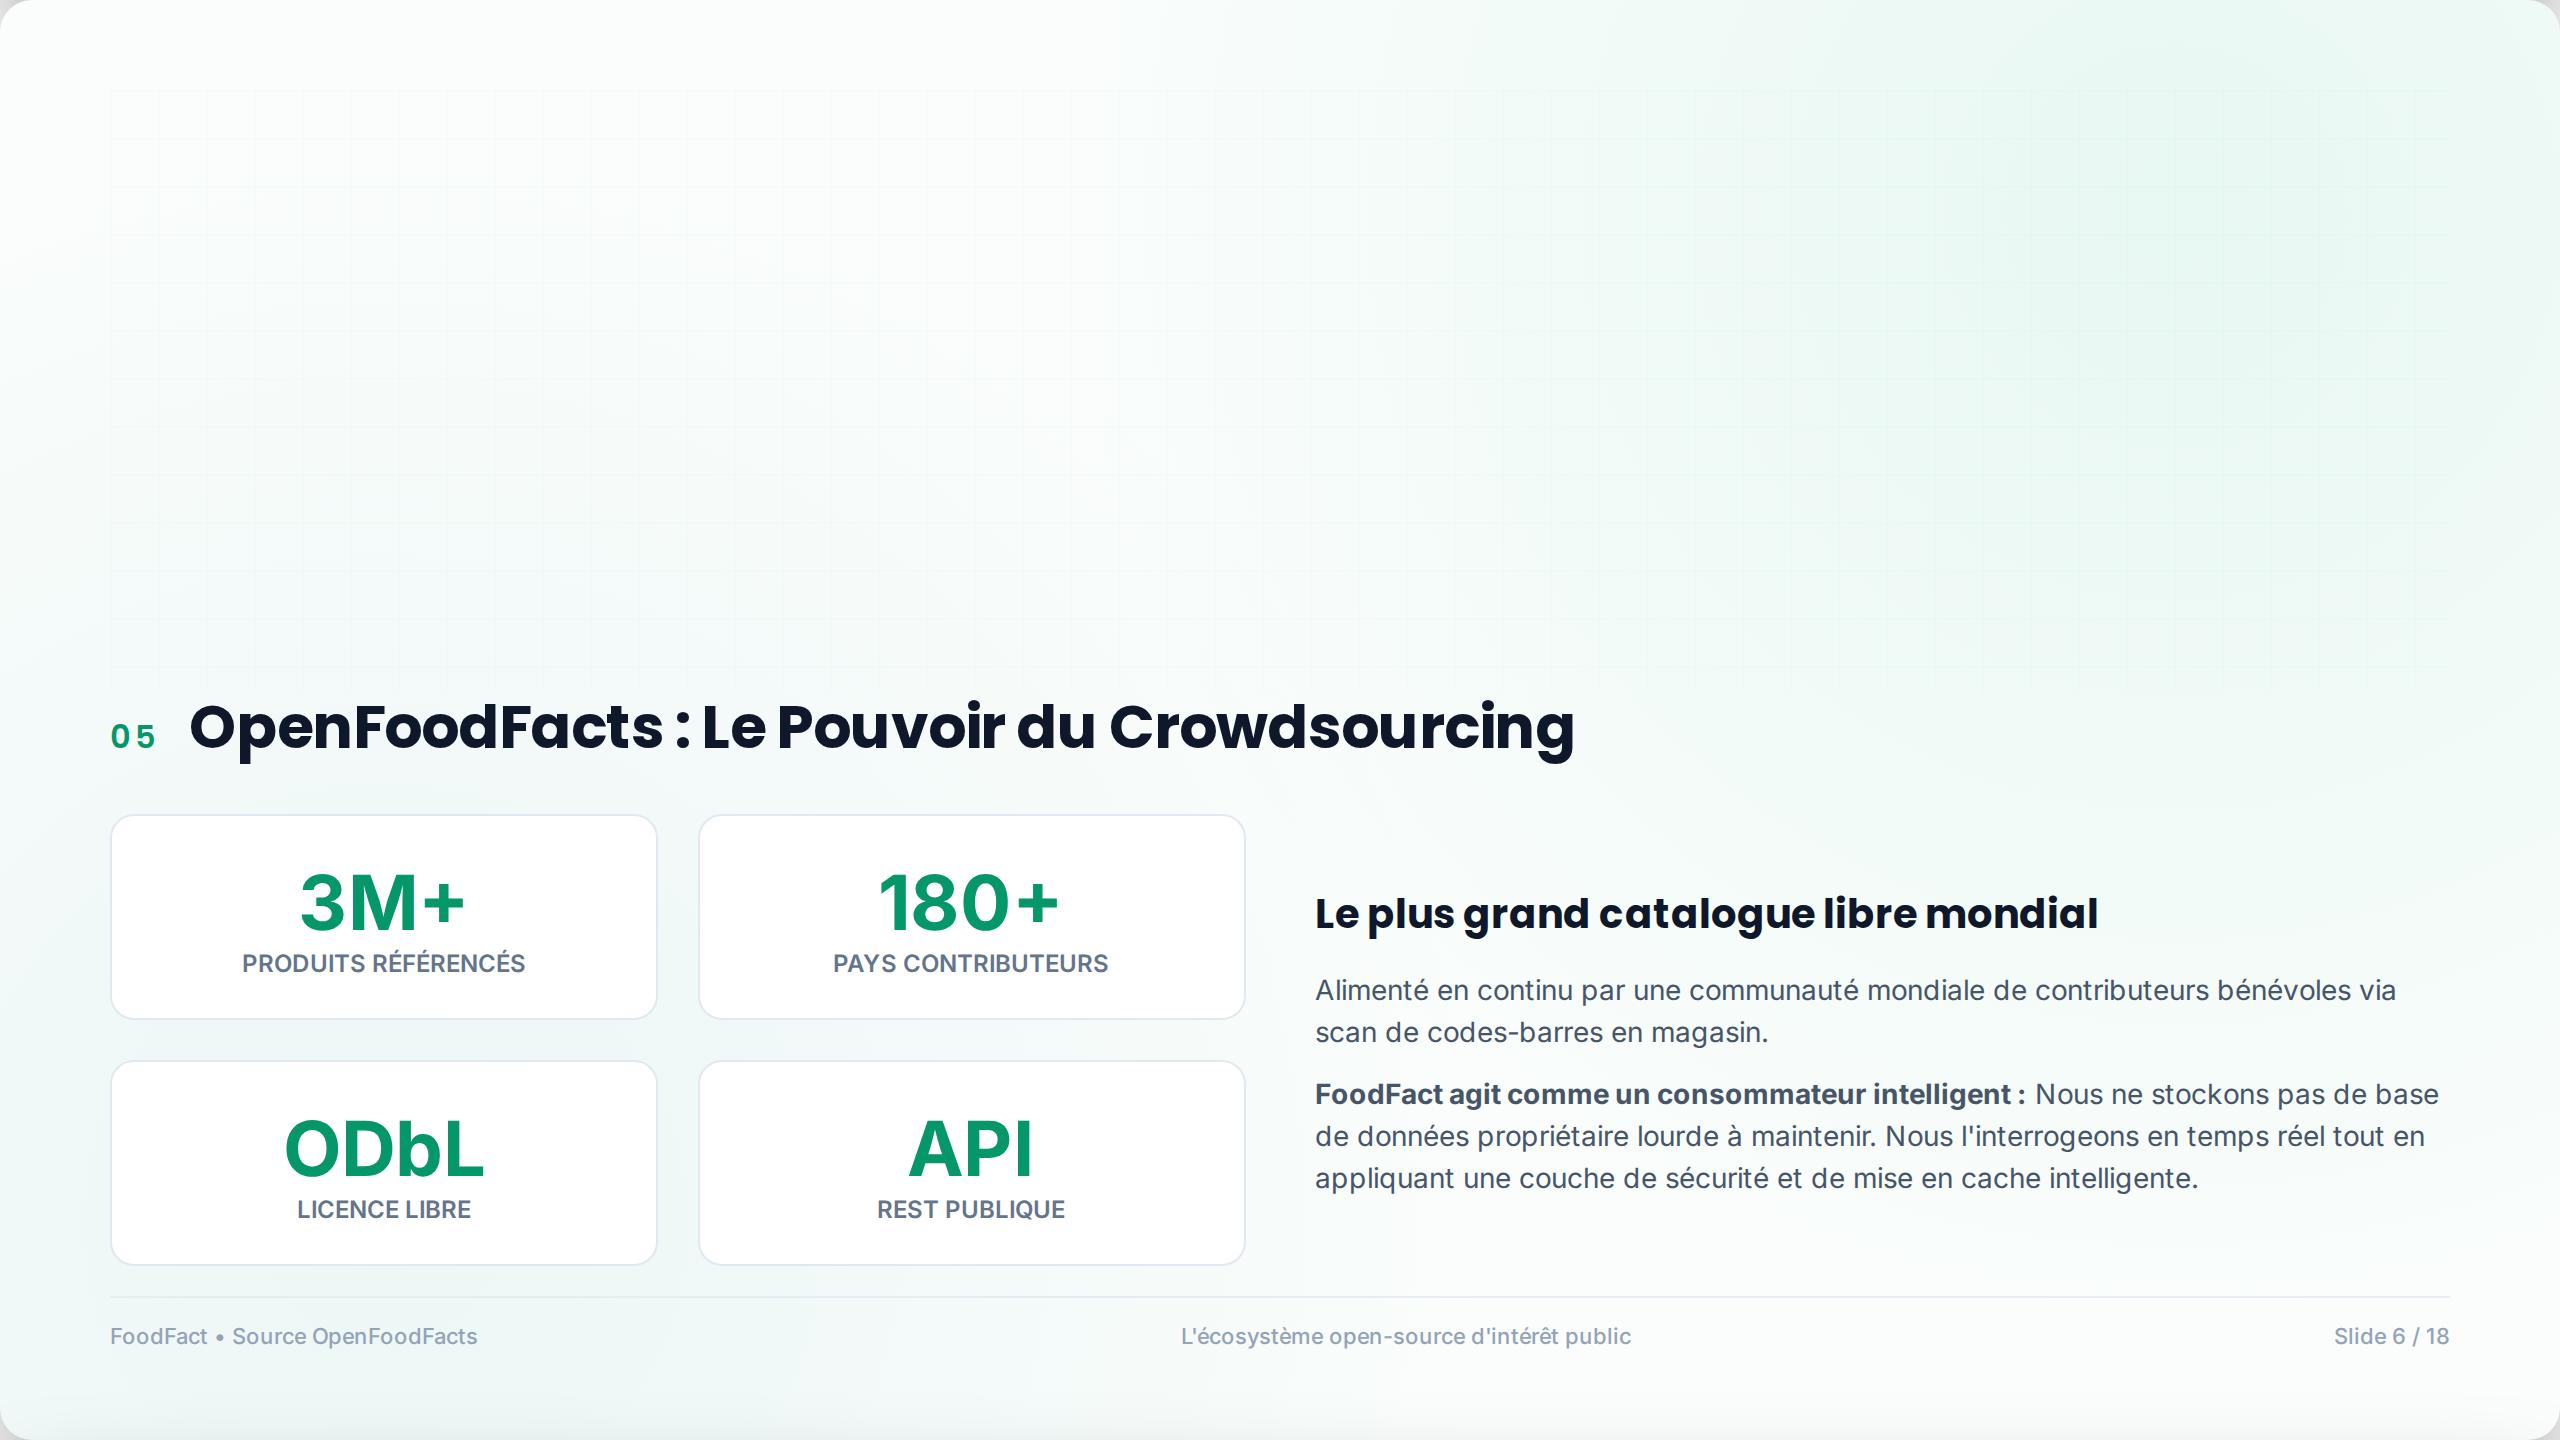 05 OpenFoodFacts : Le Pouvoir du Crowdsourcing
3M+
PRODUITS RÉFÉRENCÉS
180+
PAYS CONTRIBUTEURS
ODbL
LICENCE LIBRE
API
REST PUBLIQUE
Le plus grand catalogue libre mondial
Alimenté en continu par une communauté mondiale de contributeurs bénévoles via
scan de codes-barres en magasin.
FoodFact agit comme un consommateur intelligent : Nous ne stockons pas de base
de données propriétaire lourde à maintenir. Nous l'interrogeons en temps réel tout en
appliquant une couche de sécurité et de mise en cache intelligente.
FoodFact • Source OpenFoodFacts
L'écosystème open-source d'intérêt public
Slide 6 / 18